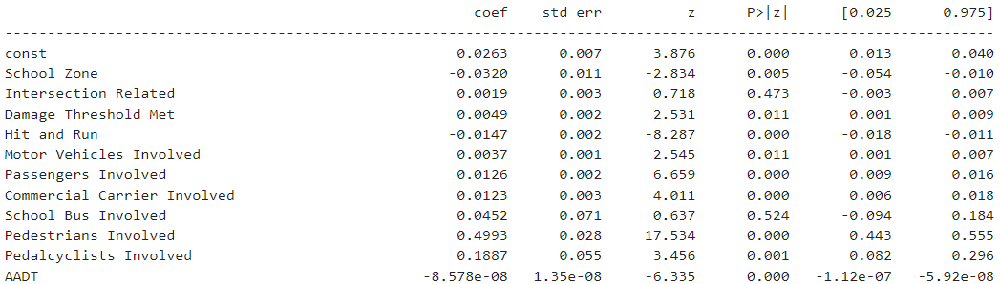 coef std err z P>|z| [0.025 0.975]
------------------------------------------------------------------------------------------------------------------------
const 0.0263 0.007 3.876 0.000 0.013 0.040
School Zone -0.0320 0.011 -2.834 0.005 -0.054 -0.010
Intersection Related 0.0019 0.003 0.718 0.473 -0.003 0.007
Damage Threshold Met 0.0049 0.002 2.531 0.011 0.001 0.009
Hit and Run -0.0147 0.002 -8.287 0.000 -0.018 -0.011
Motor Vehicles Involved 0.0037 0.001 2.545 0.011 0.001 0.007
Passengers Involved 0.0126 0.002 6.659 0.000 0.009 0.016
Commercial Carrier Involved 0.0123 0.003 4.011 0.000 0.006 0.018
School Bus Involved 0.0452 0.071 0.637 0.524 -0.094 0.184
Pedestrians Involved 0.4993 0.028 17.534 0.000 0.443 0.555
Pedalcyclists Involved 0.1887 0.055 3.456 0.001 0.082 0.296
AADT -8.578e-08 1.35e-08 -6.335 0.000 -1.12e-07 -5.92e-08